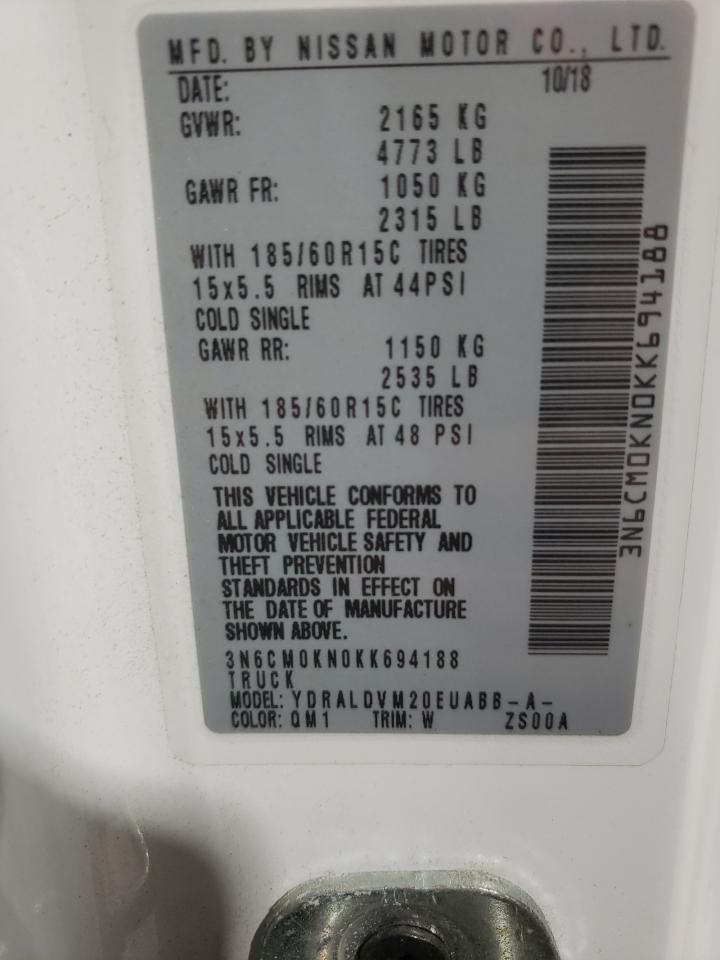 MFD. BY NISSAN MOTOR CO., LTD.
DATE: 10/18
GVWR: 2165 KG
4773 LB
GAWR FR: 1050 KG
2315 LB
WITH 185/60R15C TIRES
15x5.5 RIMS AT 44PSI
COLD SINGLE
GAWR RR: 1150 KG
2535 LB
WITH 185/60R15C TIRES
15x5.5 RIMS AT 48 PSI
COLD SINGLE
THIS VEHICLE CONFORMS TO
ALL APPLICABLE FEDERAL
MOTOR VEHICLE SAFETY AND
THEFT PREVENTION
STANDARDS IN EFFECT ON
THE DATE OF MANUFACTURE
SHOWN ABOVE.
3N6CM0KN0KK694188
TRUCK
MODEL: YDRALDVM20EUABB-A-
COLOR: QM1 TRIM: W ZS00A
3N6CM0KN0KK694188